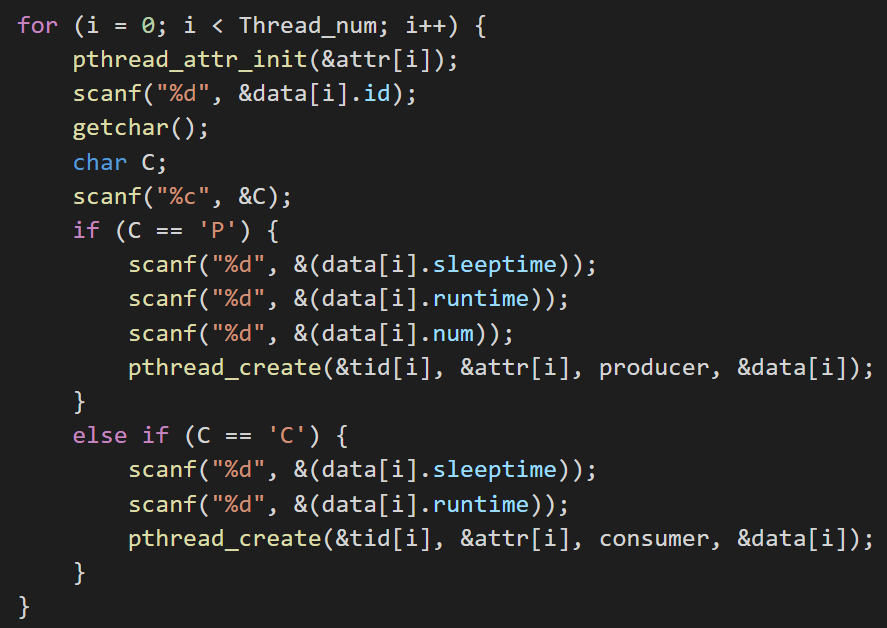 for (i = 0; i < Thread_num; i++) {
    pthread_attr_init(&attr[i]);
    scanf("%d", &data[i].id);
    getchar();
    char C;
    scanf("%c", &C);
    if (C == 'P') {
        scanf("%d", &(data[i].sleeptime));
        scanf("%d", &(data[i].runtime));
        scanf("%d", &(data[i].num));
        pthread_create(&tid[i], &attr[i], producer, &data[i]);
    }
    else if (C == 'C') {
        scanf("%d", &(data[i].sleeptime));
        scanf("%d", &(data[i].runtime));
        pthread_create(&tid[i], &attr[i], consumer, &data[i]);
    }
}